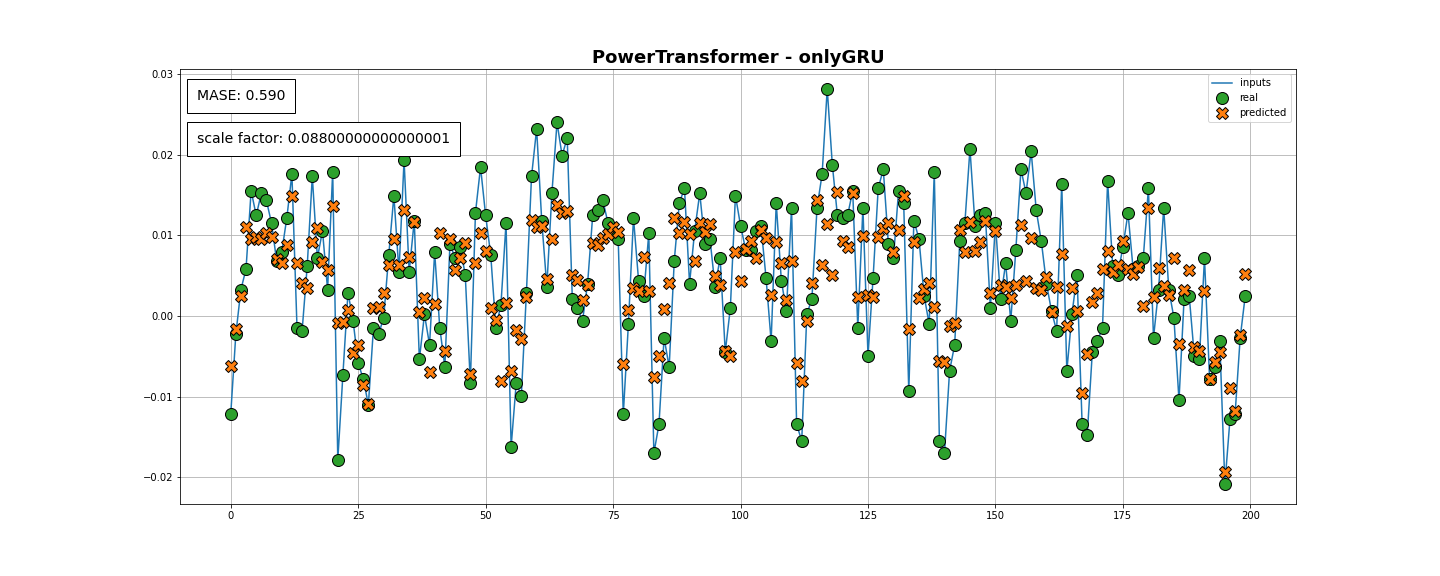 PowerTransformer - onlyGRU
MASE: 0.590
scale factor: 0.08800000000000001
inputs
real
predicted
0.03
0.02
0.01
0.00
−0.01
−0.02
0
25
50
75
100
125
150
175
200